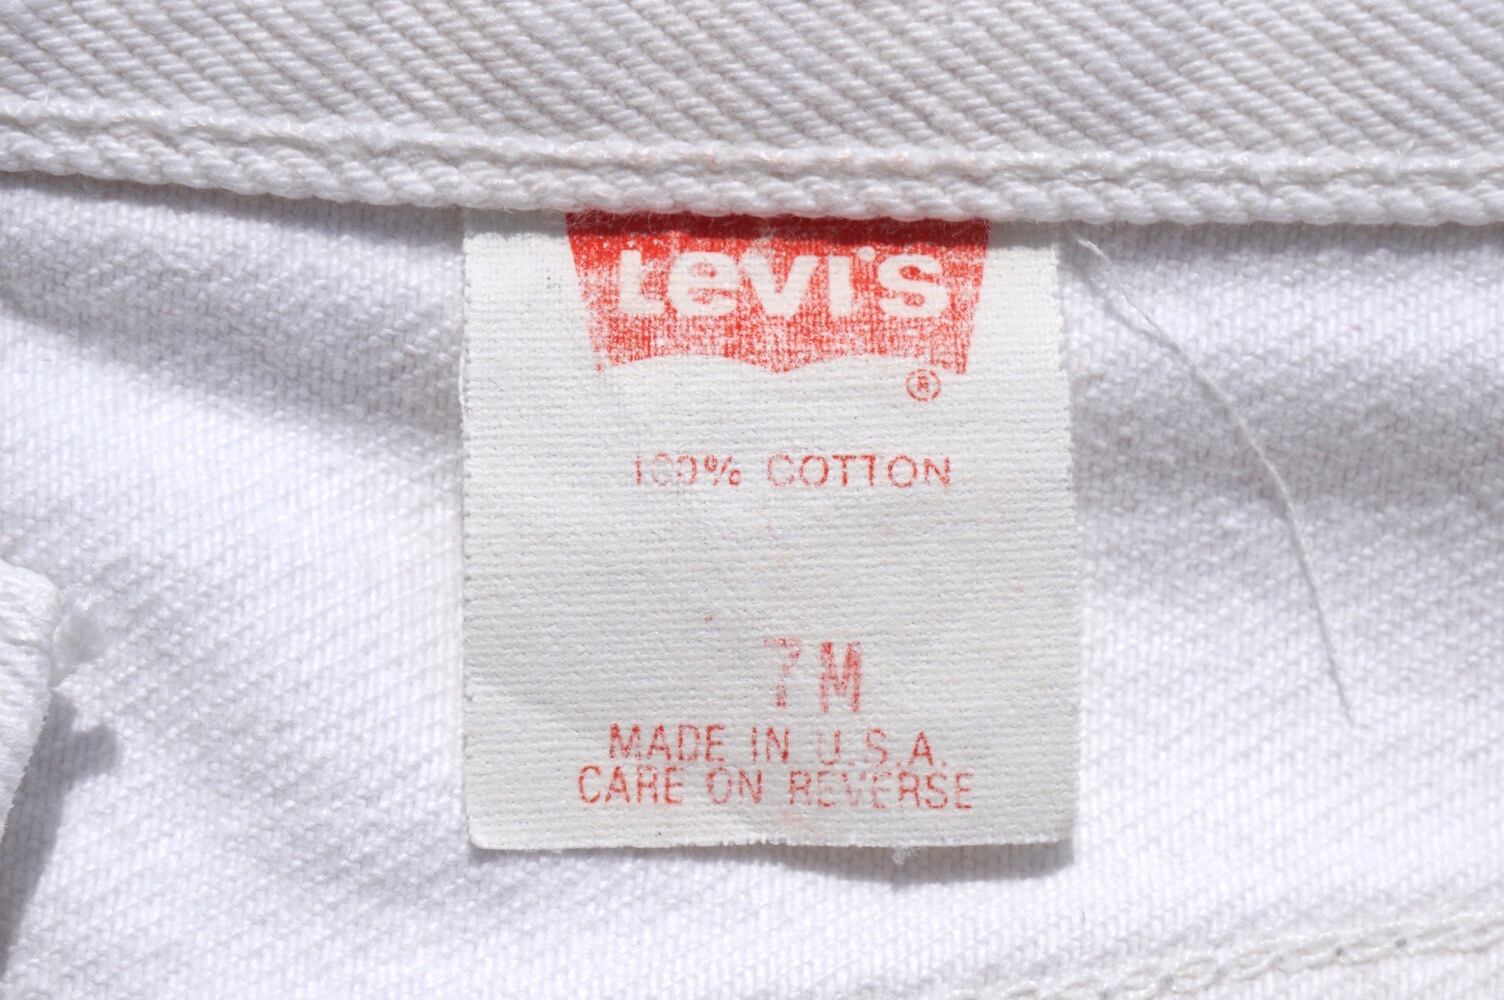 Levi's
®
100% COTTON
7M
MADE IN U.S.A.
CARE ON REVERSE